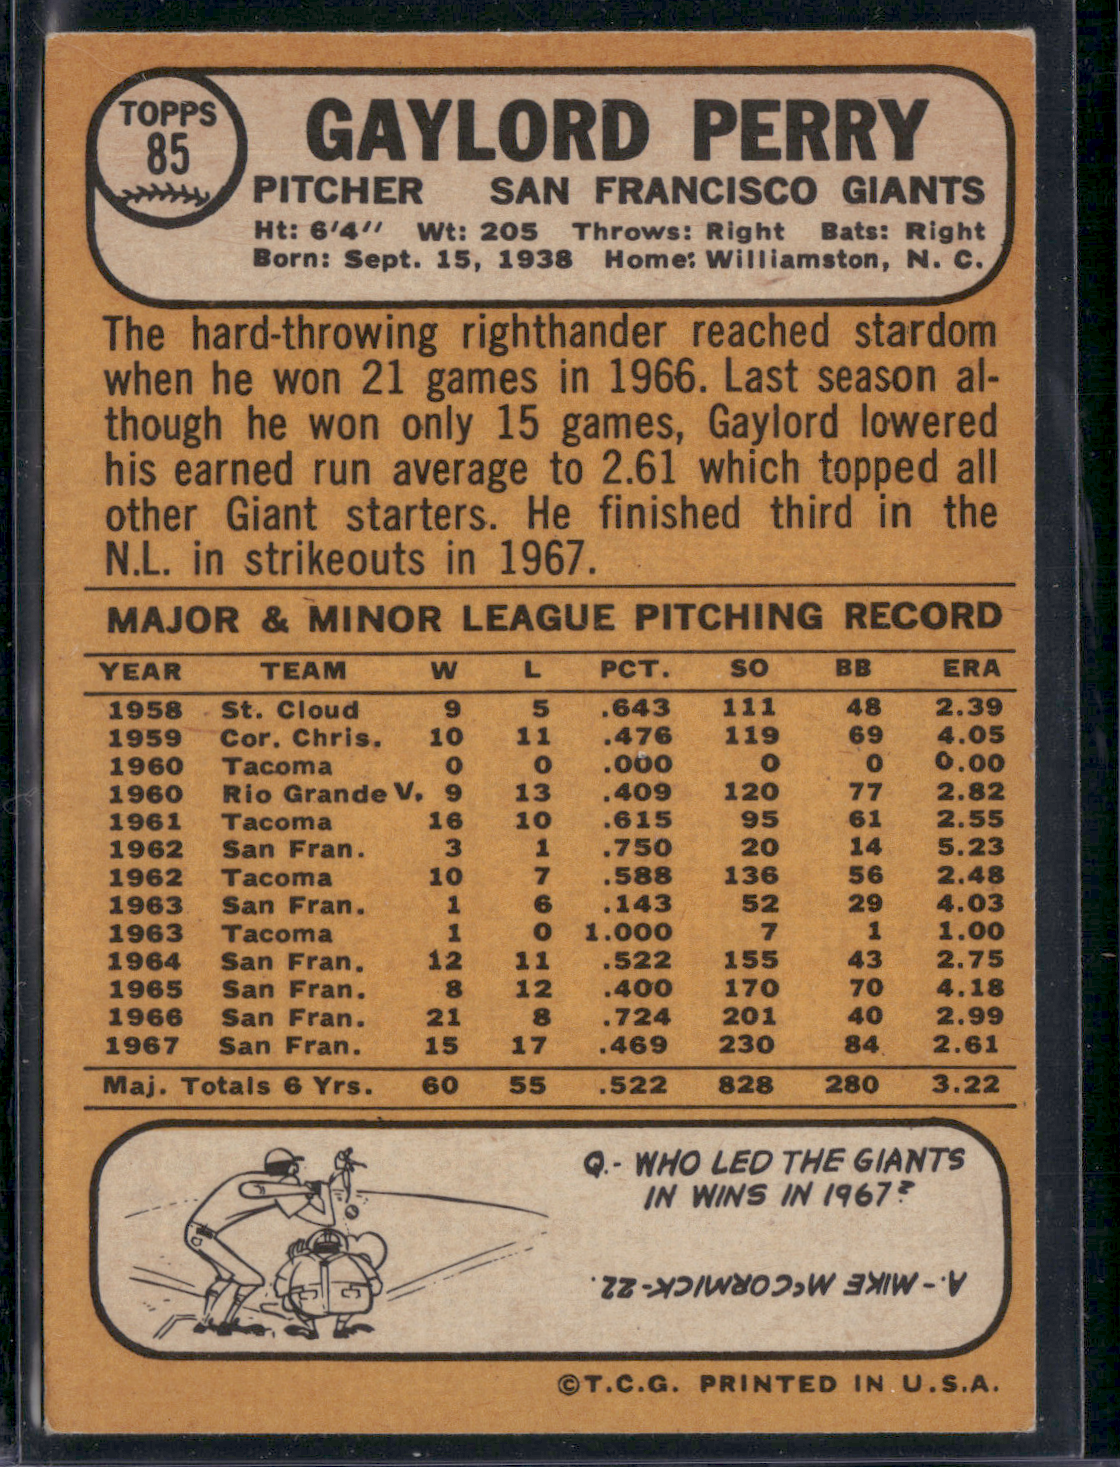 TOPPS
85
GAYLORD PERRY
PITCHER SAN FRANCISCO GIANTS
Ht: 6'4" Wt: 205 Throws: Right Bats: Right
Born: Sept. 15, 1938 Home: Williamston, N. C.
The hard-throwing righthander reached stardom
when he won 21 games in 1966. Last season al-
though he won only 15 games, Gaylord lowered
his earned run average to 2.61 which topped all
other Giant starters. He finished third in the
N.L. in strikeouts in 1967.
MAJOR & MINOR LEAGUE PITCHING RECORD
YEAR TEAM W L PCT. SO BB ERA
1958 St. Cloud 9 5 .643 111 48 2.39
1959 Cor. Chris. 10 11 .476 119 69 4.05
1960 Tacoma 0 0 .000 0 0 0.00
1960 Rio Grande V. 9 13 .409 120 77 2.82
1961 Tacoma 16 10 .615 95 61 2.55
1962 San Fran. 3 1 .750 20 14 5.23
1962 Tacoma 10 7 .588 136 56 2.48
1963 San Fran. 1 6 .143 52 29 4.03
1963 Tacoma 1 0 1.000 7 1 1.00
1964 San Fran. 12 11 .522 155 43 2.75
1965 San Fran. 8 12 .400 170 70 4.18
1966 San Fran. 21 8 .724 201 40 2.99
1967 San Fran. 15 17 .469 230 84 2.61
Maj. Totals 6 Yrs. 60 55 .522 828 280 3.22
Q.- WHO LED THE GIANTS
IN WINS IN 1967?
A.- MIKE McCORMICK-22.
©T.C.G. PRINTED IN U.S.A.